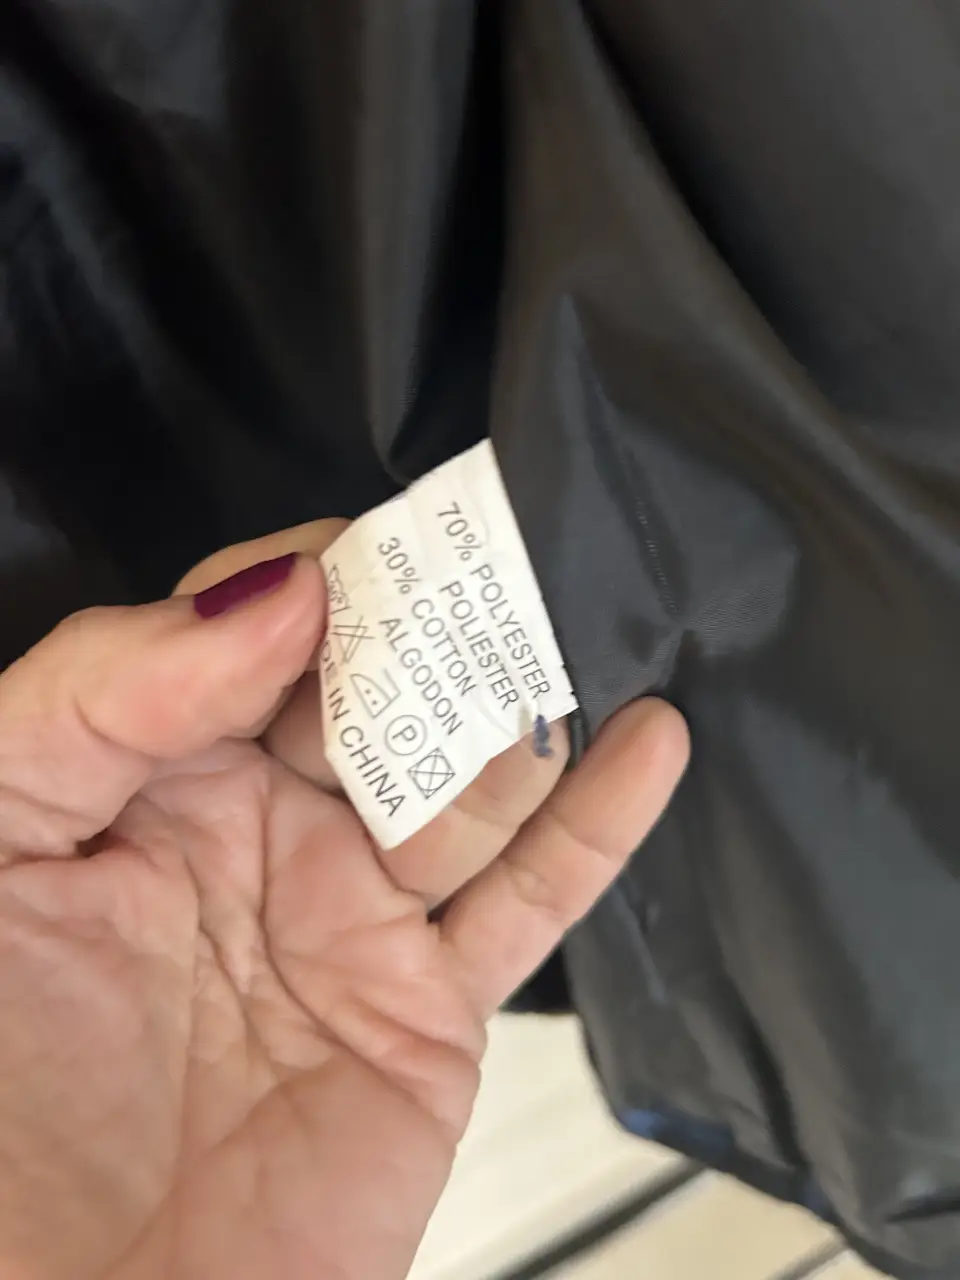 70% POLYESTER
POLIESTER
30% COTTON
ALGODON
P
IN CHINA